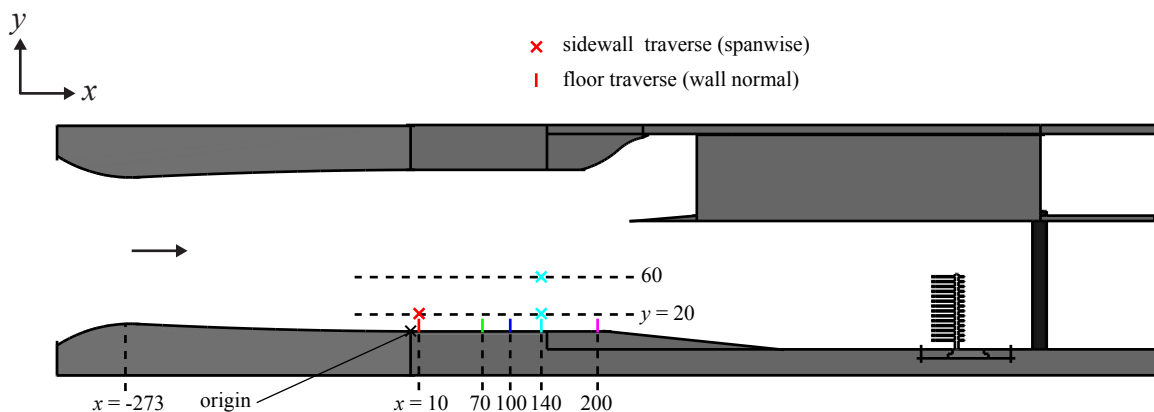 y
x
sidewall traverse (spanwise)
floor traverse (wall normal)
60
y = 20
x = -273
origin
x = 10
70
100
140
200